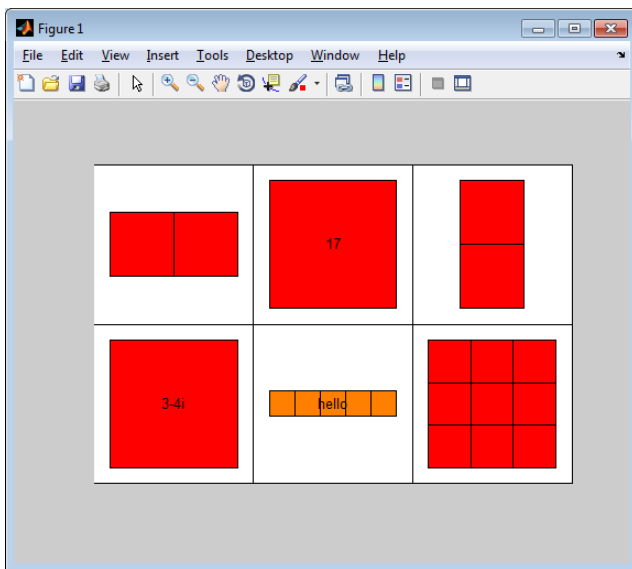 Figure 1
File Edit View Insert Tools Desktop Window Help
17
3-4i
hello